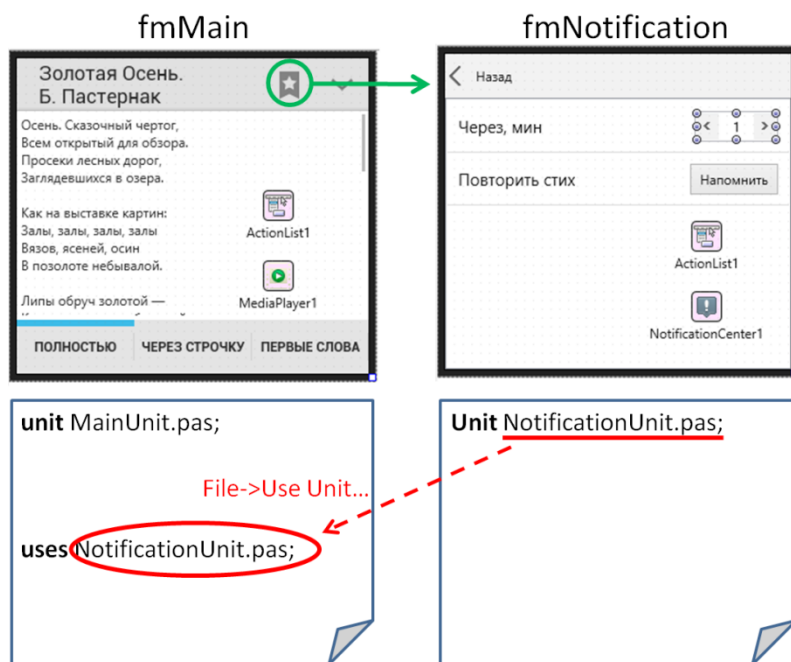 fmMain
fmNotification
Золотая Осень.
Б. Пастернак
Осень. Сказочный чертог,
Всем открытый для обзора.
Просеки лесных дорог,
Заглядевшихся в озера.
Как на выставке картин:
Залы, залы, залы, залы
Вязов, ясеней, осин
В позолоте небывалой.
Липы обруч золотой —
ActionList1
MediaPlayer1
ПОЛНОСТЬЮ
ЧЕРЕЗ СТРОЧКУ
ПЕРВЫЕ СЛОВА
Назад
Через, мин
1
Повторить стих
Напомнить
ActionList1
NotificationCenter1
unit MainUnit.pas;
File->Use Unit...
uses NotificationUnit.pas;
Unit NotificationUnit.pas;